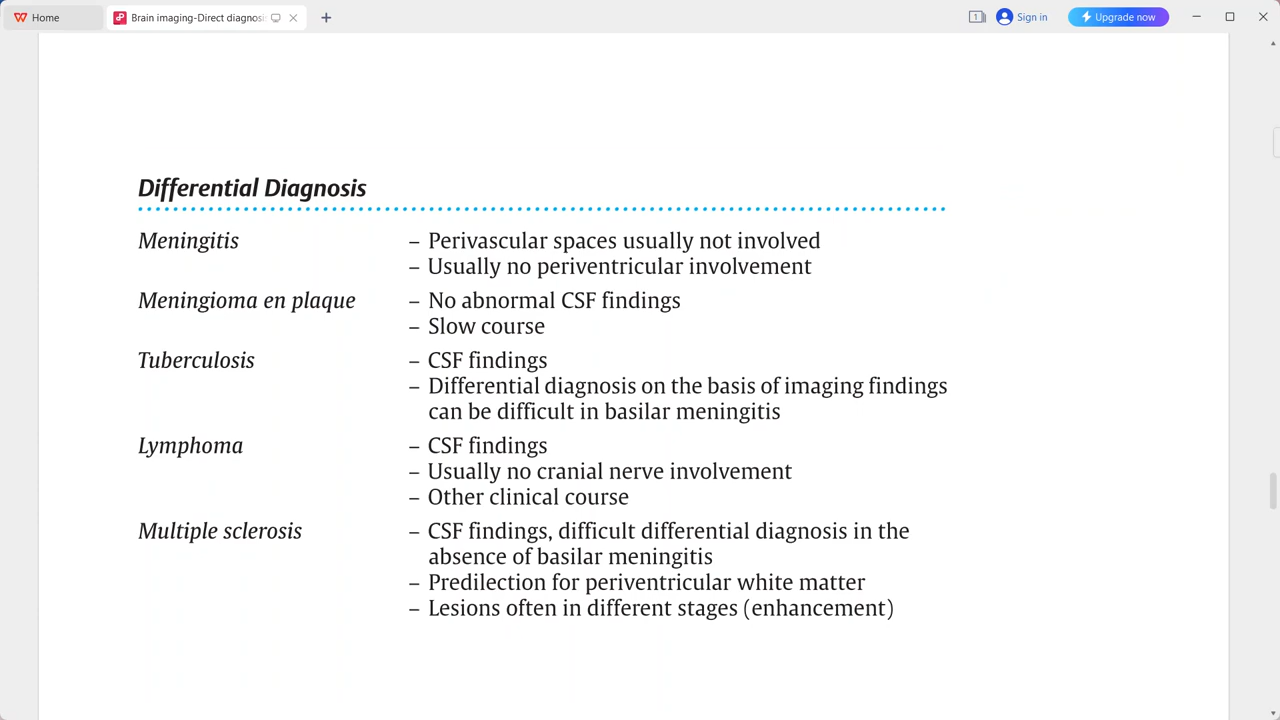 Home
Brain imaging-Direct diagnosi
1
Sign in
Upgrade now
Differential Diagnosis
Meningitis
– Perivascular spaces usually not involved
– Usually no periventricular involvement
Meningioma en plaque
– No abnormal CSF findings
– Slow course
Tuberculosis
– CSF findings
– Differential diagnosis on the basis of imaging findings
can be difficult in basilar meningitis
Lymphoma
– CSF findings
– Usually no cranial nerve involvement
– Other clinical course
Multiple sclerosis
– CSF findings, difficult differential diagnosis in the
absence of basilar meningitis
– Predilection for periventricular white matter
– Lesions often in different stages (enhancement)